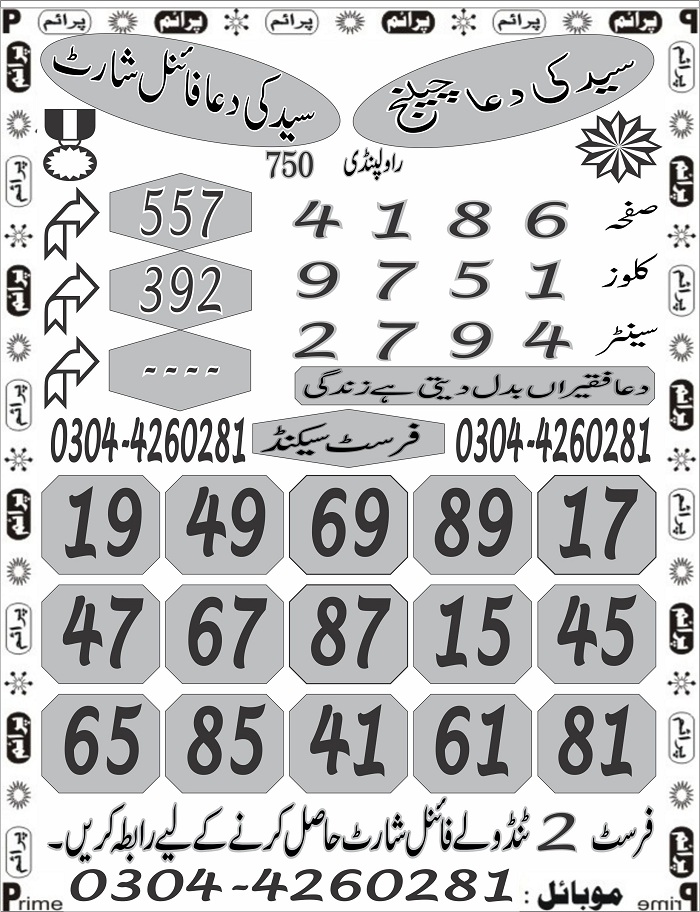 P پرائم پرائم پرائم پرائم پرائم پرائم P
سید کی دعا چیلنج
سید کی دعا فائنل شارٹ
راولپنڈی 750
صفحہ 4 1 8 6
557
کلوز 9 7 5 1
392
سینٹر 2 7 9 4
----
دعا فقیراں بدل دیتی ہے زندگی
0304-4260281 فرسٹ سیکنڈ 0304-4260281
19 49 69 89 17
47 67 87 15 45
65 85 41 61 81
فرسٹ 2 ٹنڈولے فائنل شارٹ حاصل کرنے کے لیے رابطہ کریں۔
موبائل : 0304-4260281
Prime Prime